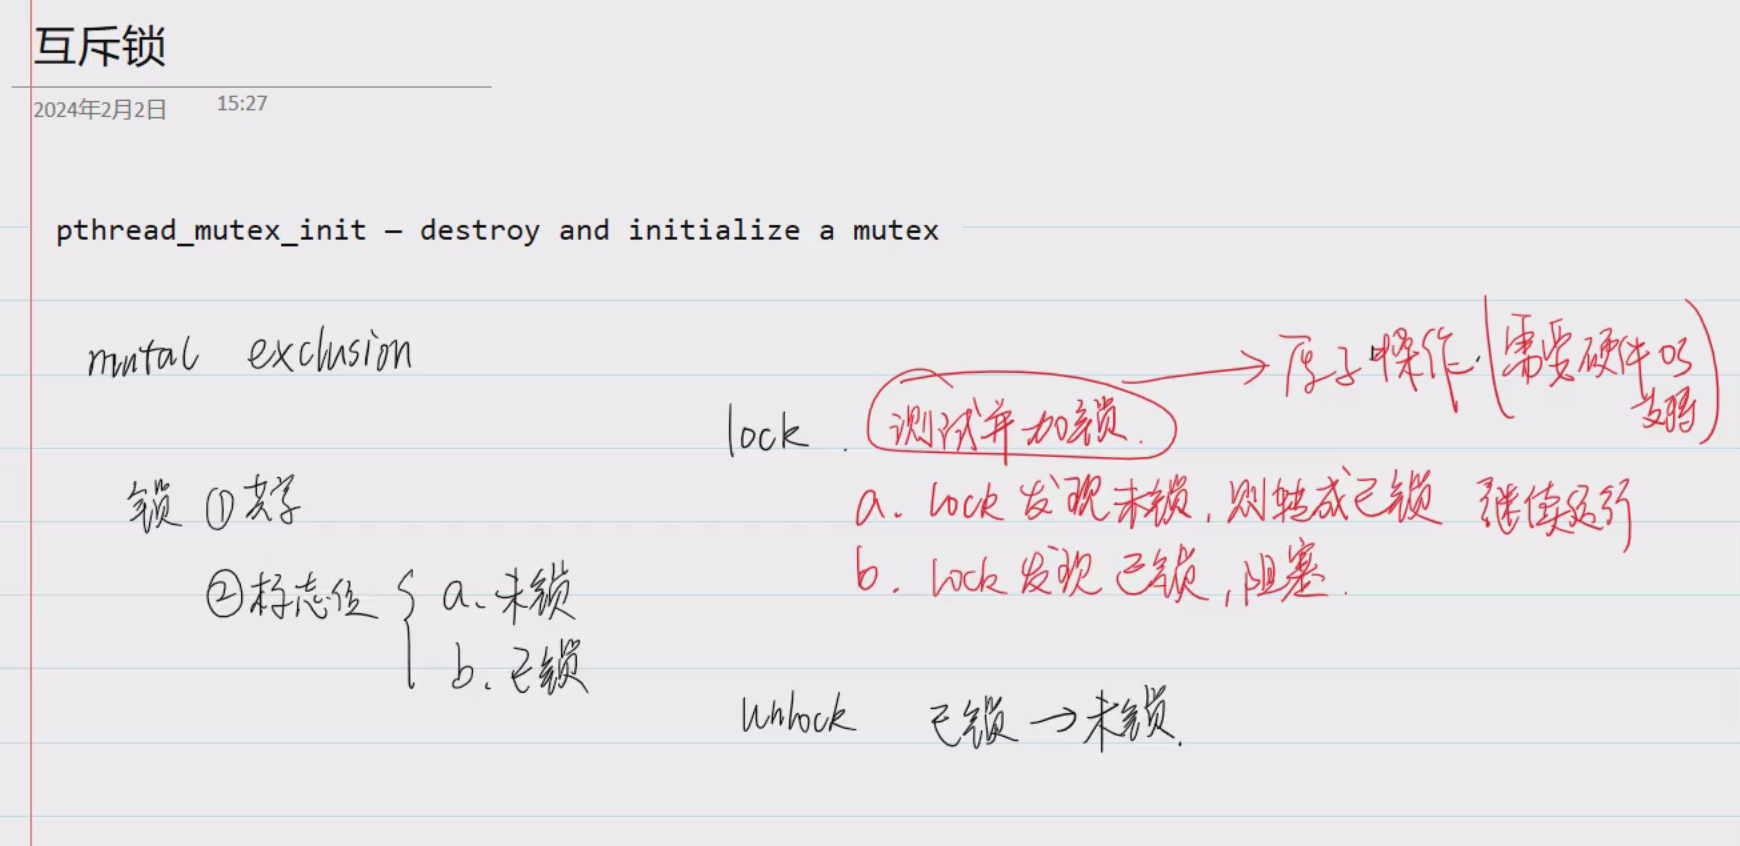 互斥锁
2024年2月2日 15:27
pthread_mutex_init — destroy and initialize a mutex
mutal exclusion
锁 ①共享
②标志位 { a. 未锁
b. 已锁
lock . 测试并加锁. → 原子操作. (需要硬件的支持)
a. lock 发现未锁, 则转成已锁 继续运行
b. lock 发现 已锁, 阻塞.
unlock 已锁 → 未锁.